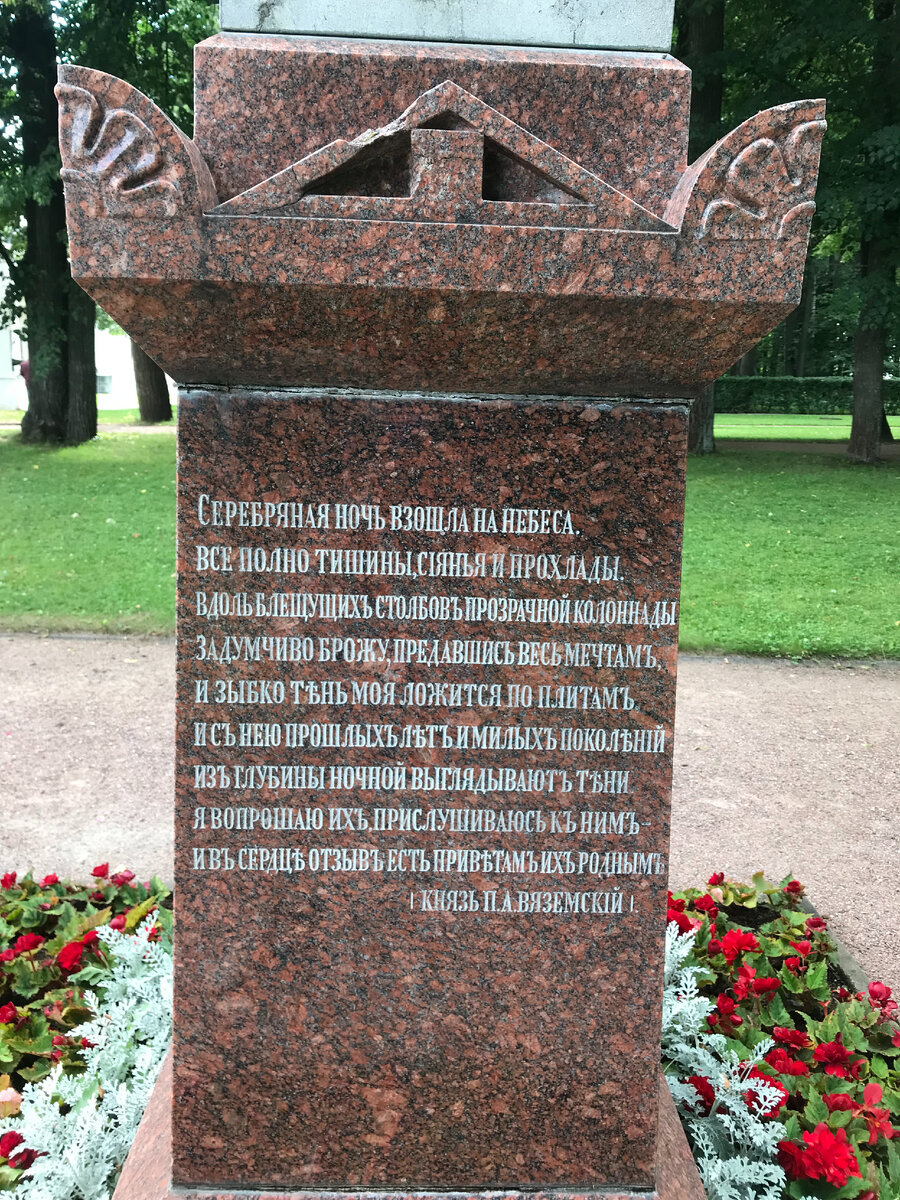 Серебряная ночь взошла на небеса.
все полно тишины, сіянья и прохлады.
вдоль блещущихъ столбовъ прозрачной колоннады
задумчиво брожу, предавшись весь мечтамъ,
и зыбко тѣнь моя ложится по плитамъ.
и съ нею прошлыхъ лѣтъ и милыхъ поколѣній
изъ глубины ночной выглядываютъ тѣни.
я вопрошаю ихъ, прислушиваюсь къ нимъ–
и въ сердцѣ отзывъ есть привѣтамъ ихъ роднымъ.
( князь П.А. Вяземскій ).